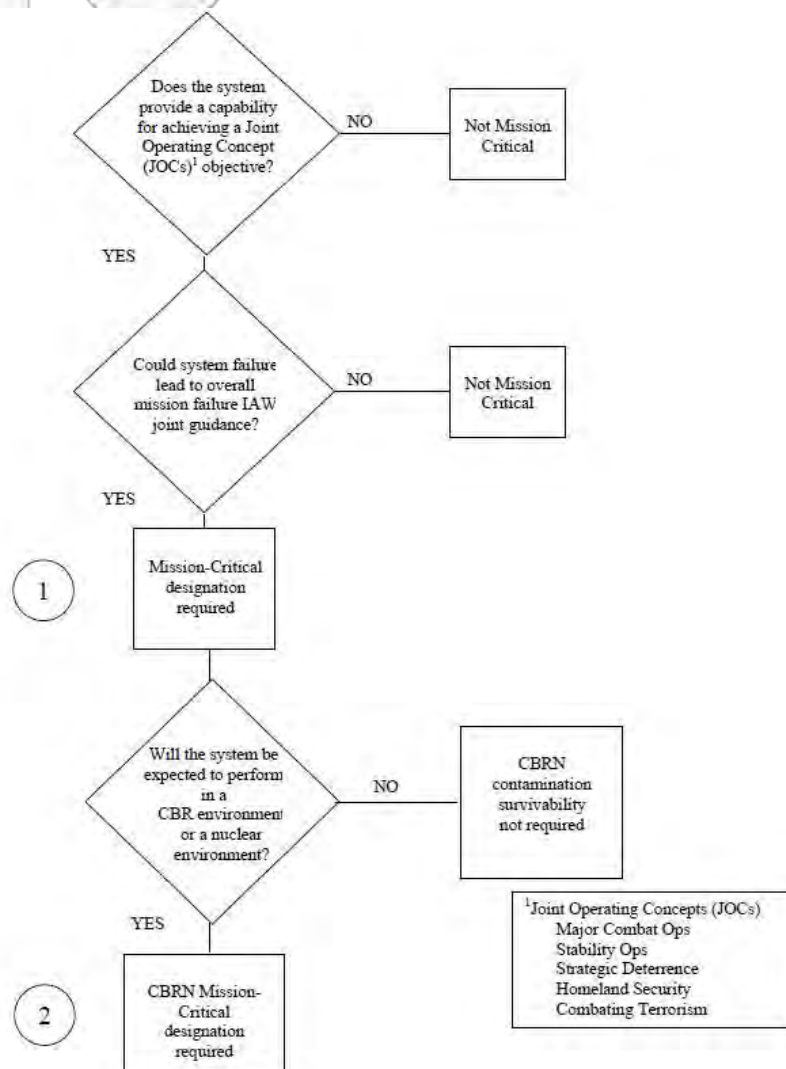 Does the system
provide a capability
for achieving a Joint
Operating Concept
(JOCs)¹ objective?
NO
Not Mission
Critical
YES
Could system failure
lead to overall
mission failure IAW
joint guidance?
NO
Not Mission
Critical
YES
1
Mission-Critical
designation
required
Will the system be
expected to perform
in a
CBR environment
or a nuclear
environment?
NO
CBRN
contamination
survivability
not required
YES
¹Joint Operating Concepts (JOCs)
Major Combat Ops
Stability Ops
Strategic Deterrence
Homeland Security
Combating Terrorism
2
CBRN Mission-
Critical
designation
required